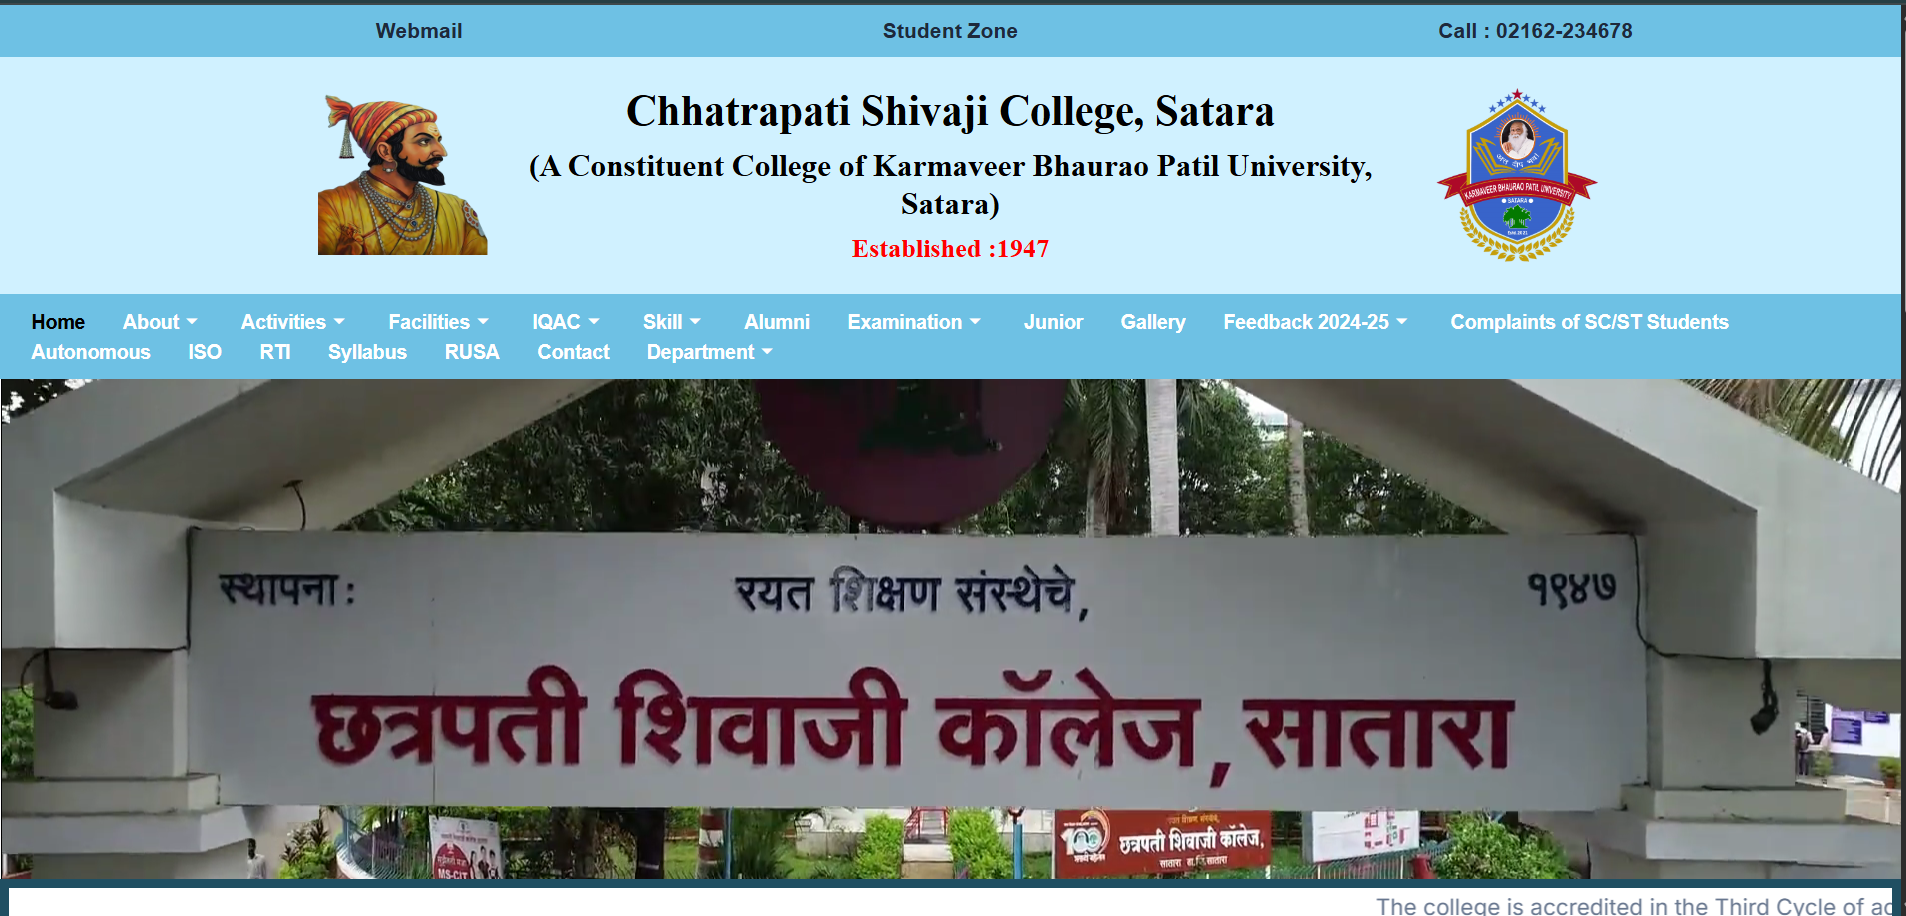 Webmail Student Zone Call : 02162-234678
Chhatrapati Shivaji College, Satara
(A Constituent College of Karmaveer Bhaurao Patil University,
Satara)
Established :1947
KARMAVEER BHAURAO PATIL UNIVERSITY
SATARA
Home About Activities Facilities IQAC Skill Alumni Examination Junior Gallery Feedback 2024-25 Complaints of SC/ST Students
Autonomous ISO RTI Syllabus RUSA Contact Department
स्थापना: रयत शिक्षण संस्थेचे, १९४७
छत्रपती शिवाजी कॉलेज, सातारा
100
छत्रपती शिवाजी कॉलेज,
MS-CIT
The college is accredited in the Third Cycle of ac